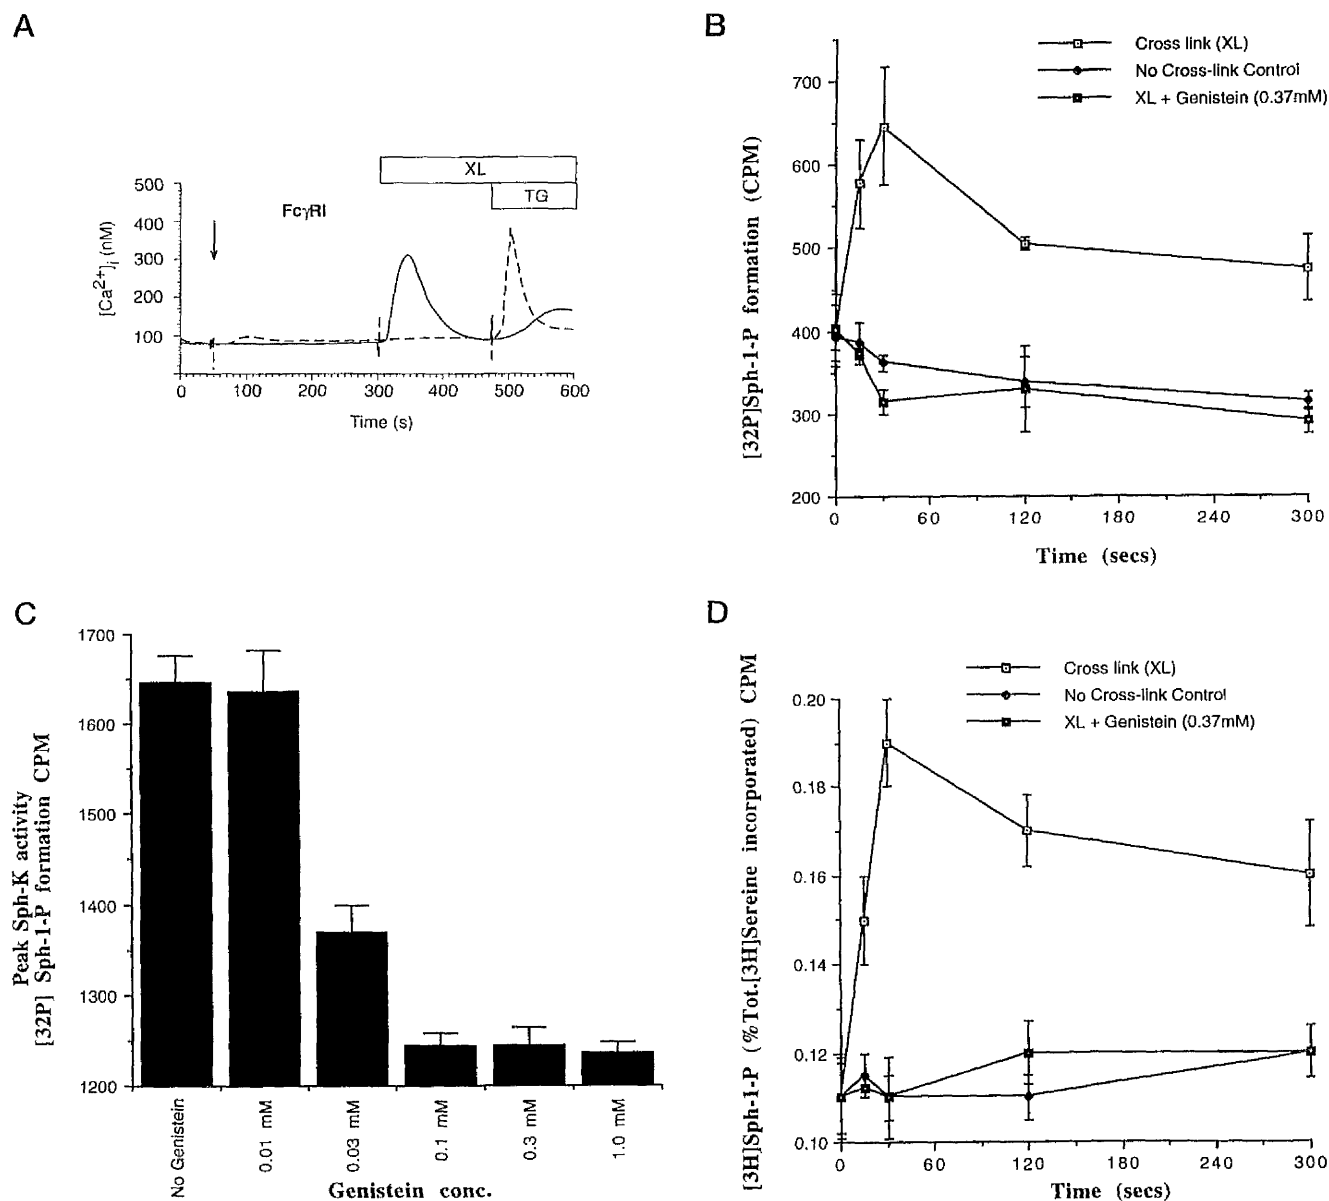 A
XL
TG
FcγRI
500
400
300
200
100
[Ca2+]i (nM)
0 100 200 300 400 500 600
Time (s)
B
Cross link (XL)
No Cross-link Control
XL + Genistein (0.37mM)
700
600
500
400
300
200
[32P]Sph-1-P formation (CPM)
0 60 120 180 240 300
Time (secs)
C
1700
1600
1500
1400
1300
1200
Peak Sph-K activity
[32P] Sph-1-P formation CPM
No Genistein
0.01 mM
0.03 mM
0.1 mM
0.3 mM
1.0 mM
Genistein conc.
D
Cross link (XL)
No Cross-link Control
XL + Genistein (0.37mM)
0.20
0.18
0.16
0.14
0.12
0.10
[3H]Sph-1-P (%Tot.[3H]Sereine incorporated) CPM
0 60 120 180 240 300
Time (secs)